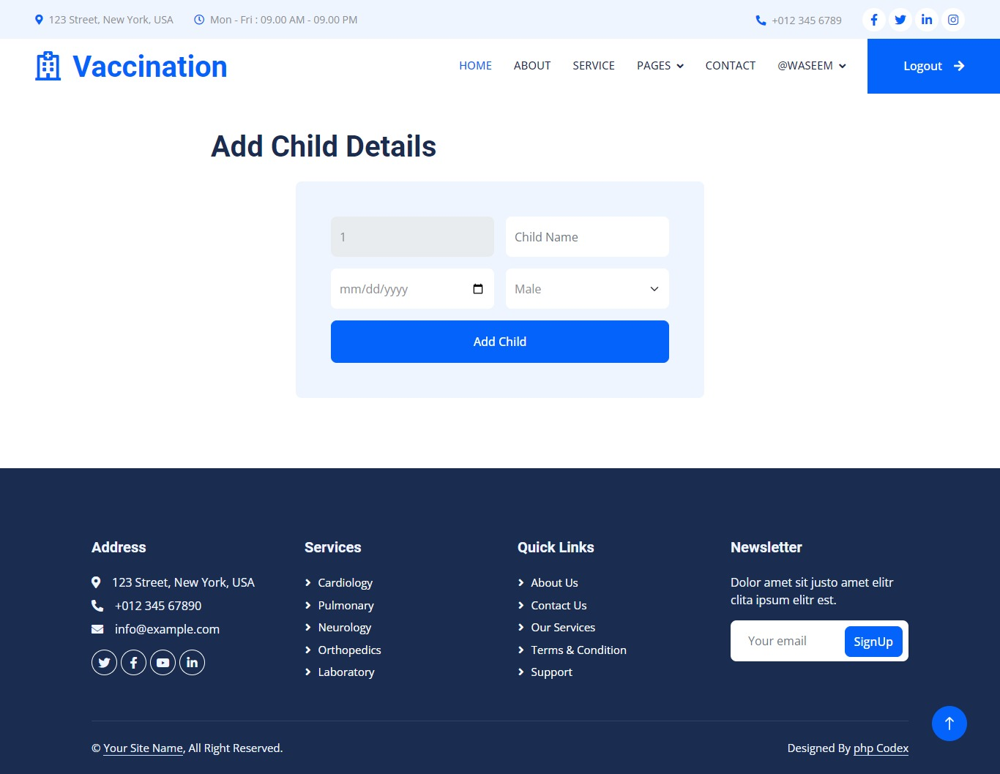 123 Street, New York, USA
Mon - Fri : 09.00 AM - 09.00 PM
+012 345 6789
Vaccination
HOME
ABOUT
SERVICE
PAGES
CONTACT
@WASEEM
Logout
Add Child Details
1
Child Name
mm/dd/yyyy
Male
Add Child
Address
123 Street, New York, USA
+012 345 67890
info@example.com
Services
Cardiology
Pulmonary
Neurology
Orthopedics
Laboratory
Quick Links
About Us
Contact Us
Our Services
Terms & Condition
Support
Newsletter
Dolor amet sit justo amet elitr
clita ipsum elitr est.
Your email
SignUp
© Your Site Name, All Right Reserved.
Designed By php Codex